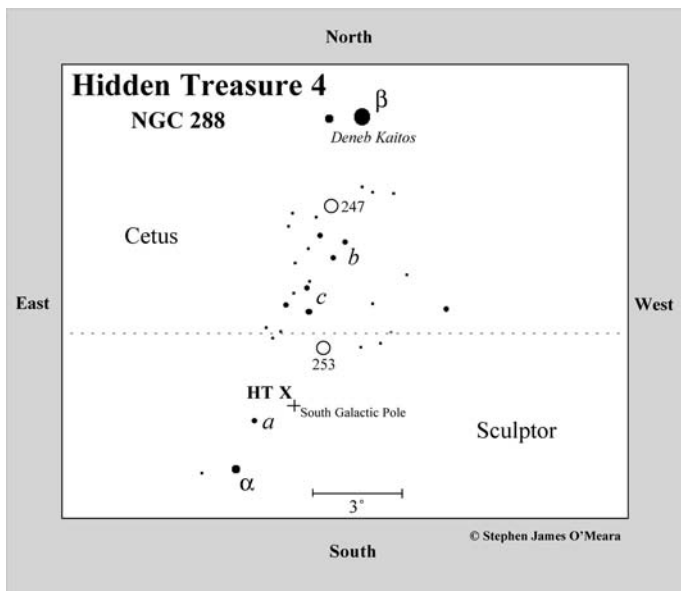 North
Hidden Treasure 4
NGC 288
β
Deneb Kaitos
247
Cetus
b
c
East
West
253
HT X
South Galactic Pole
a
Sculptor
α
3°
© Stephen James O’Meara
South